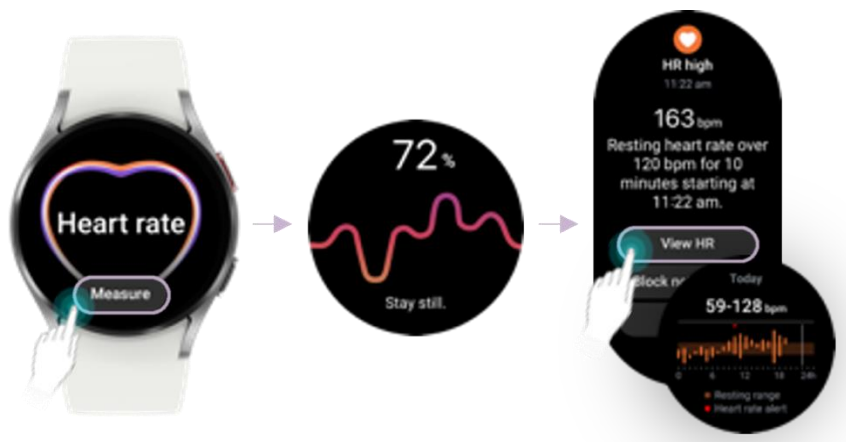 Heart rate
Measure
72%
Stay still.
HR high
11:22 am
163 bpm
Resting heart rate over
120 bpm for 10
minutes starting at
11:22 am.
View HR
Block
Today
59-128 bpm
0 6 12 18 24h
Resting range
Heart rate alert